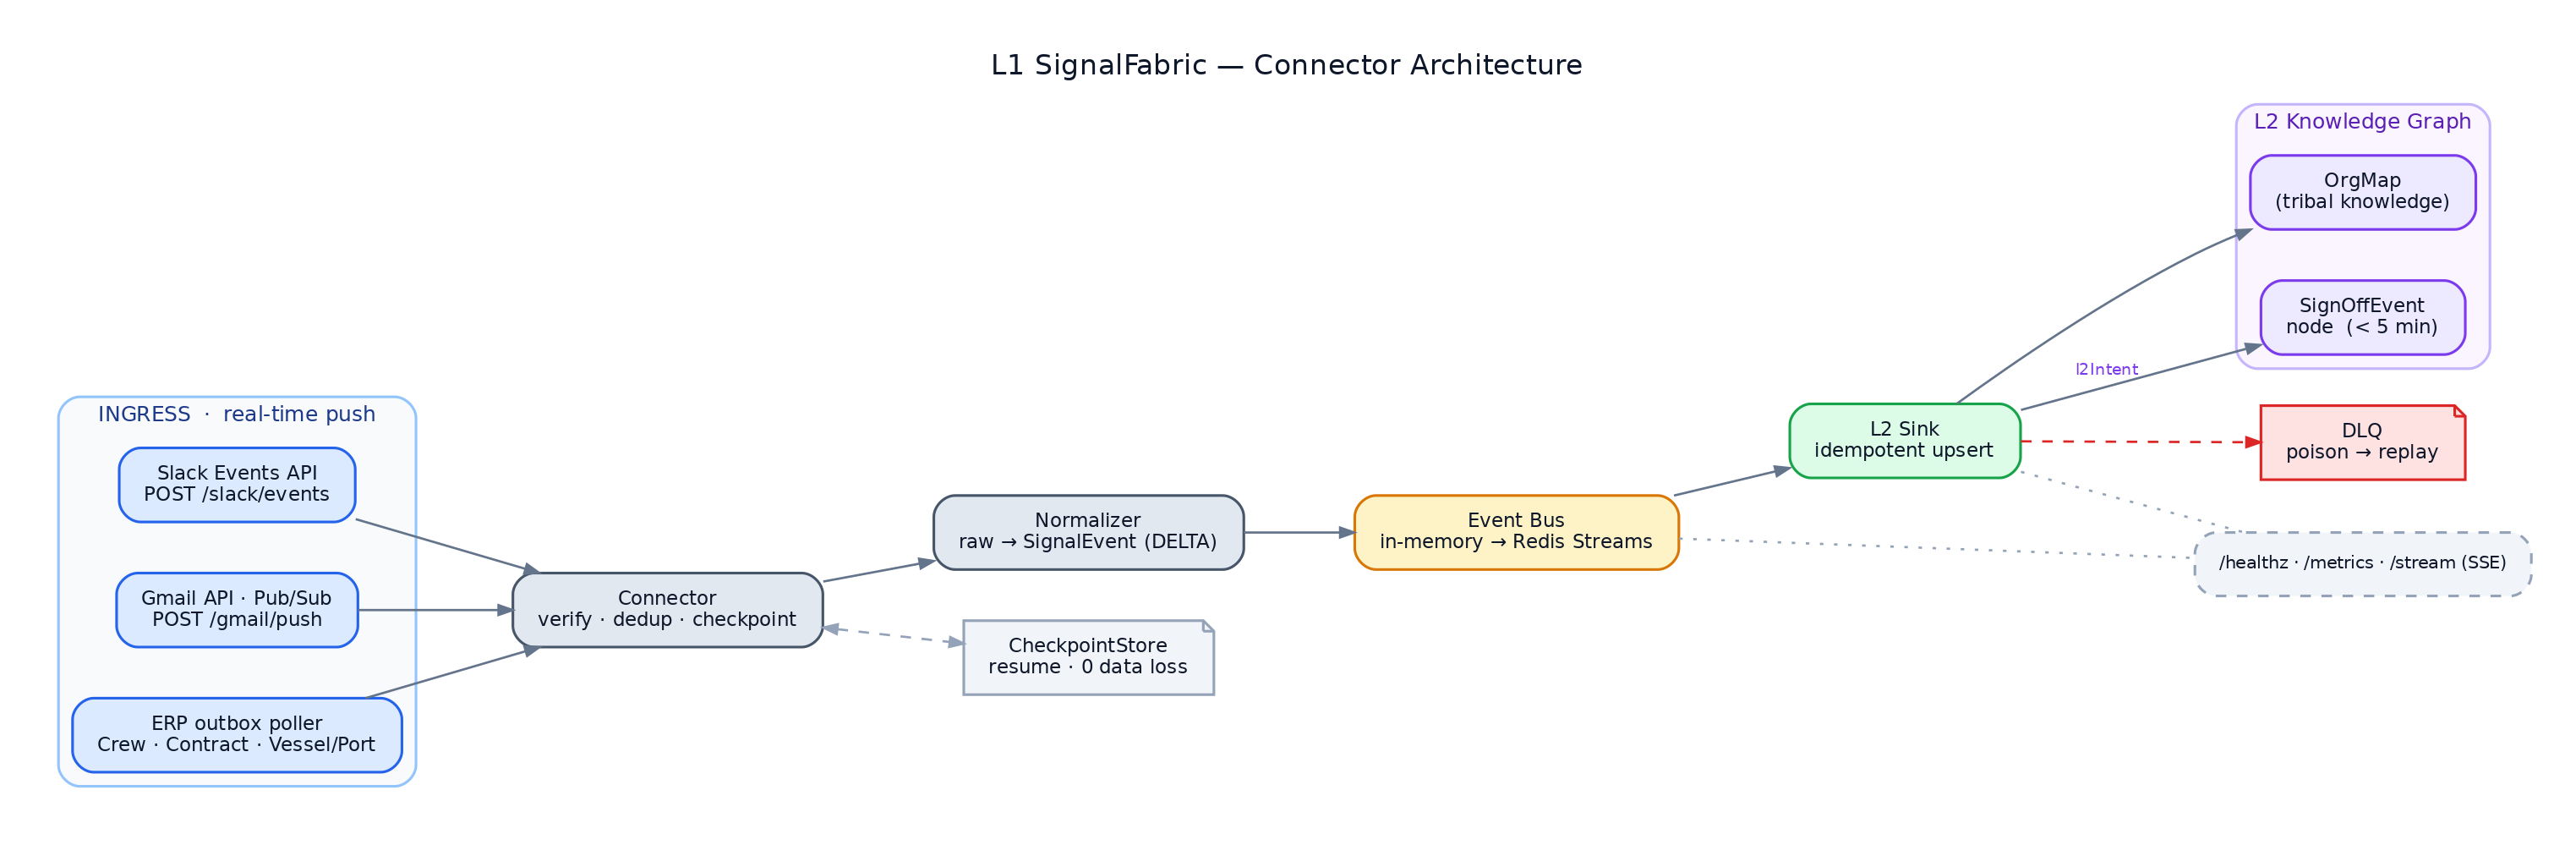 L1 SignalFabric — Connector Architecture
L2 Knowledge Graph
OrgMap
(tribal knowledge)
SignOffEvent
node (< 5 min)
l2Intent
INGRESS · real-time push
Slack Events API
POST /slack/events
Gmail API · Pub/Sub
POST /gmail/push
ERP outbox poller
Crew · Contract · Vessel/Port
Connector
verify · dedup · checkpoint
Normalizer
raw → SignalEvent (DELTA)
CheckpointStore
resume · 0 data loss
Event Bus
in-memory → Redis Streams
L2 Sink
idempotent upsert
DLQ
poison → replay
/healthz · /metrics · /stream (SSE)